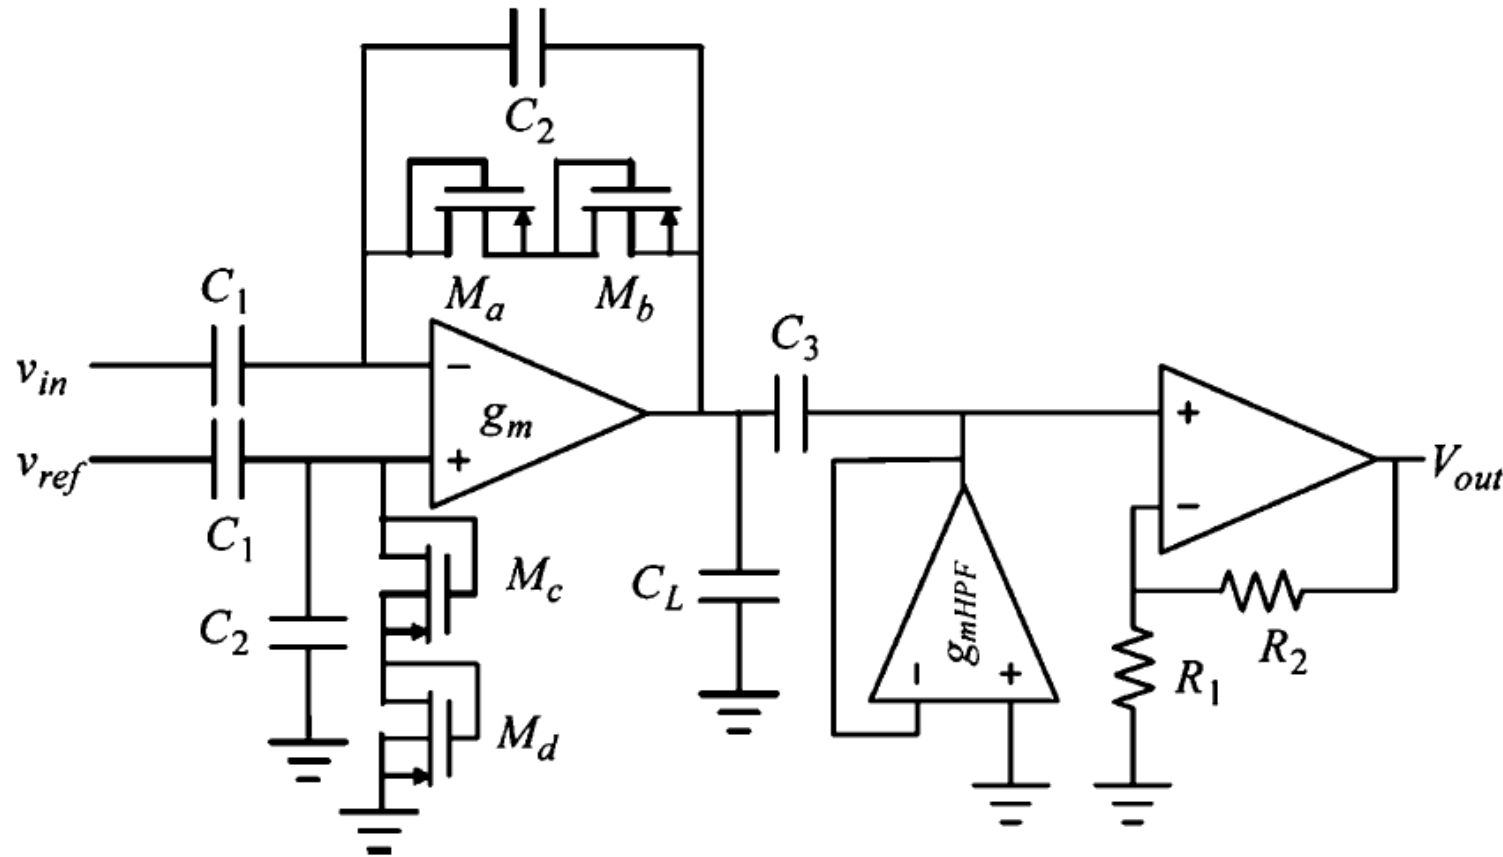 C2
Ma
Mb
C1
vin
−
gm
C3
+
Vout
vref
+
C1
−
Mc
CL
gmHPF
C2
R2
− +
R1
Md